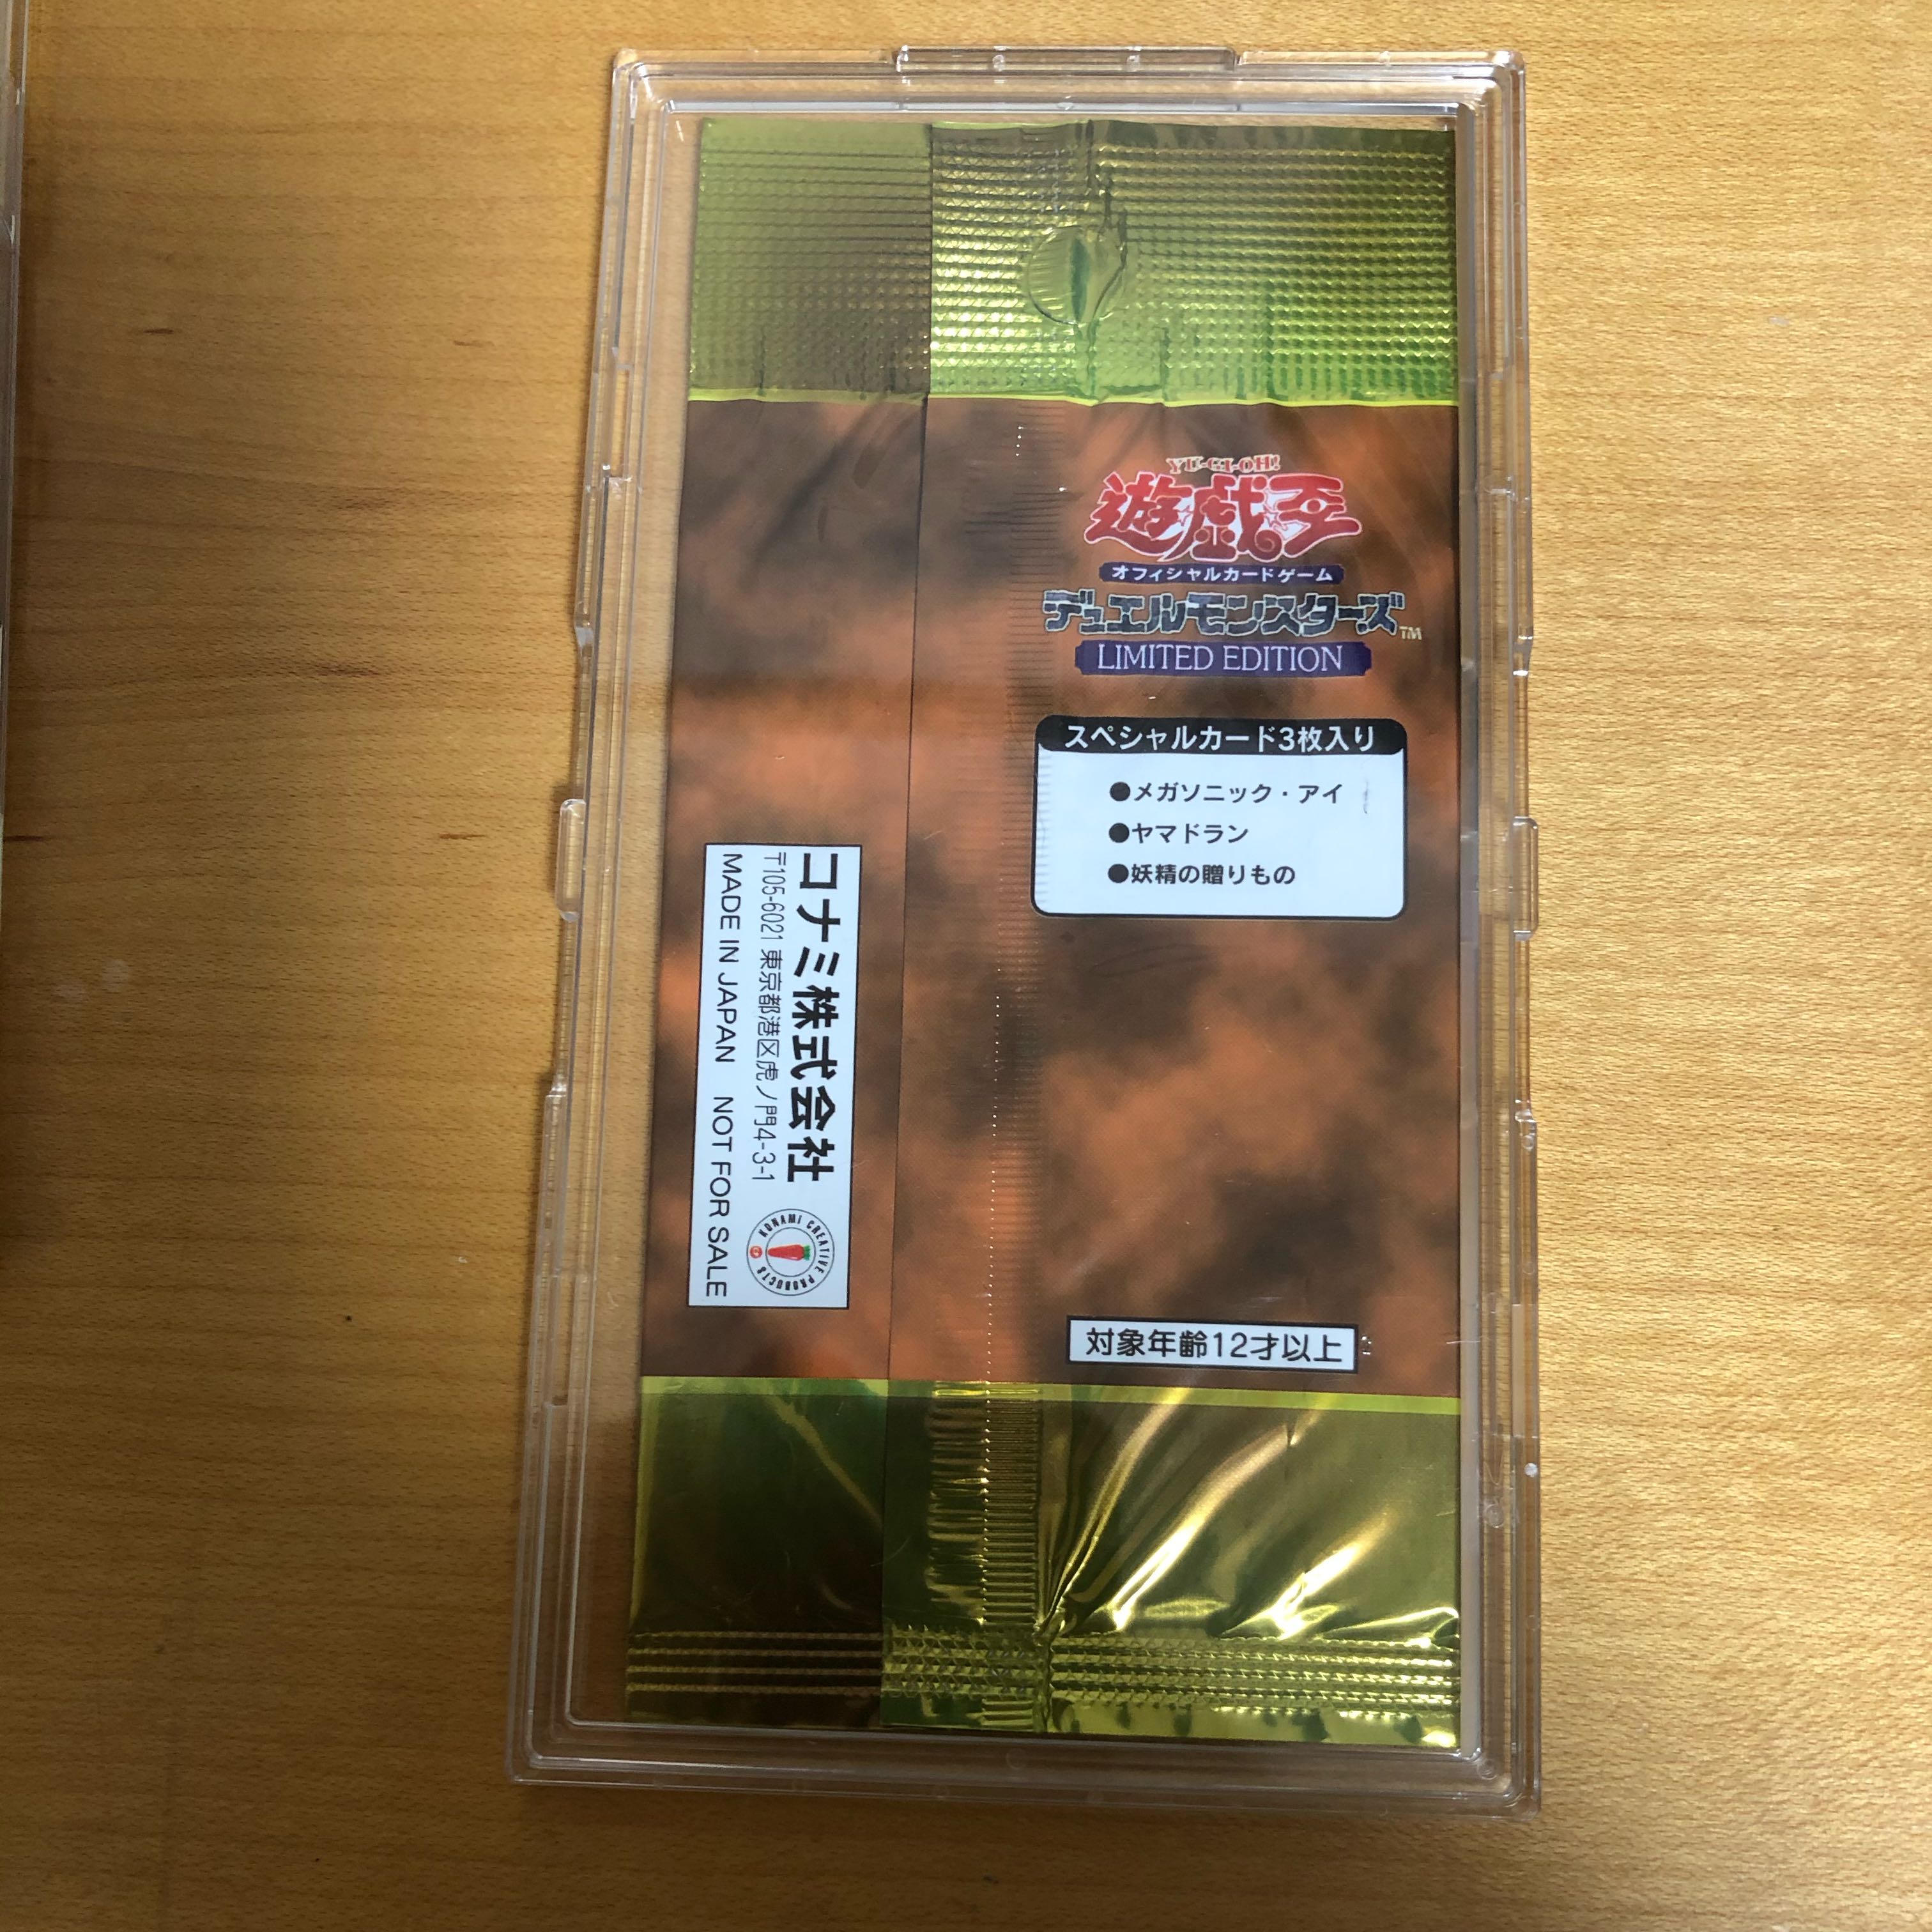 YU-GI-OH!
遊戯王
オフィシャルカードゲーム
デュエルモンスターズ™
LIMITED EDITION
スペシャルカード3枚入り
●メガソニック・アイ
●ヤマドラン
●妖精の贈りもの
コナミ株式会社
〒105-6021 東京都港区虎ノ門4-3-1
MADE IN JAPAN NOT FOR SALE
KONAMI CREATIVE PRODUCTS
対象年齢12才以上